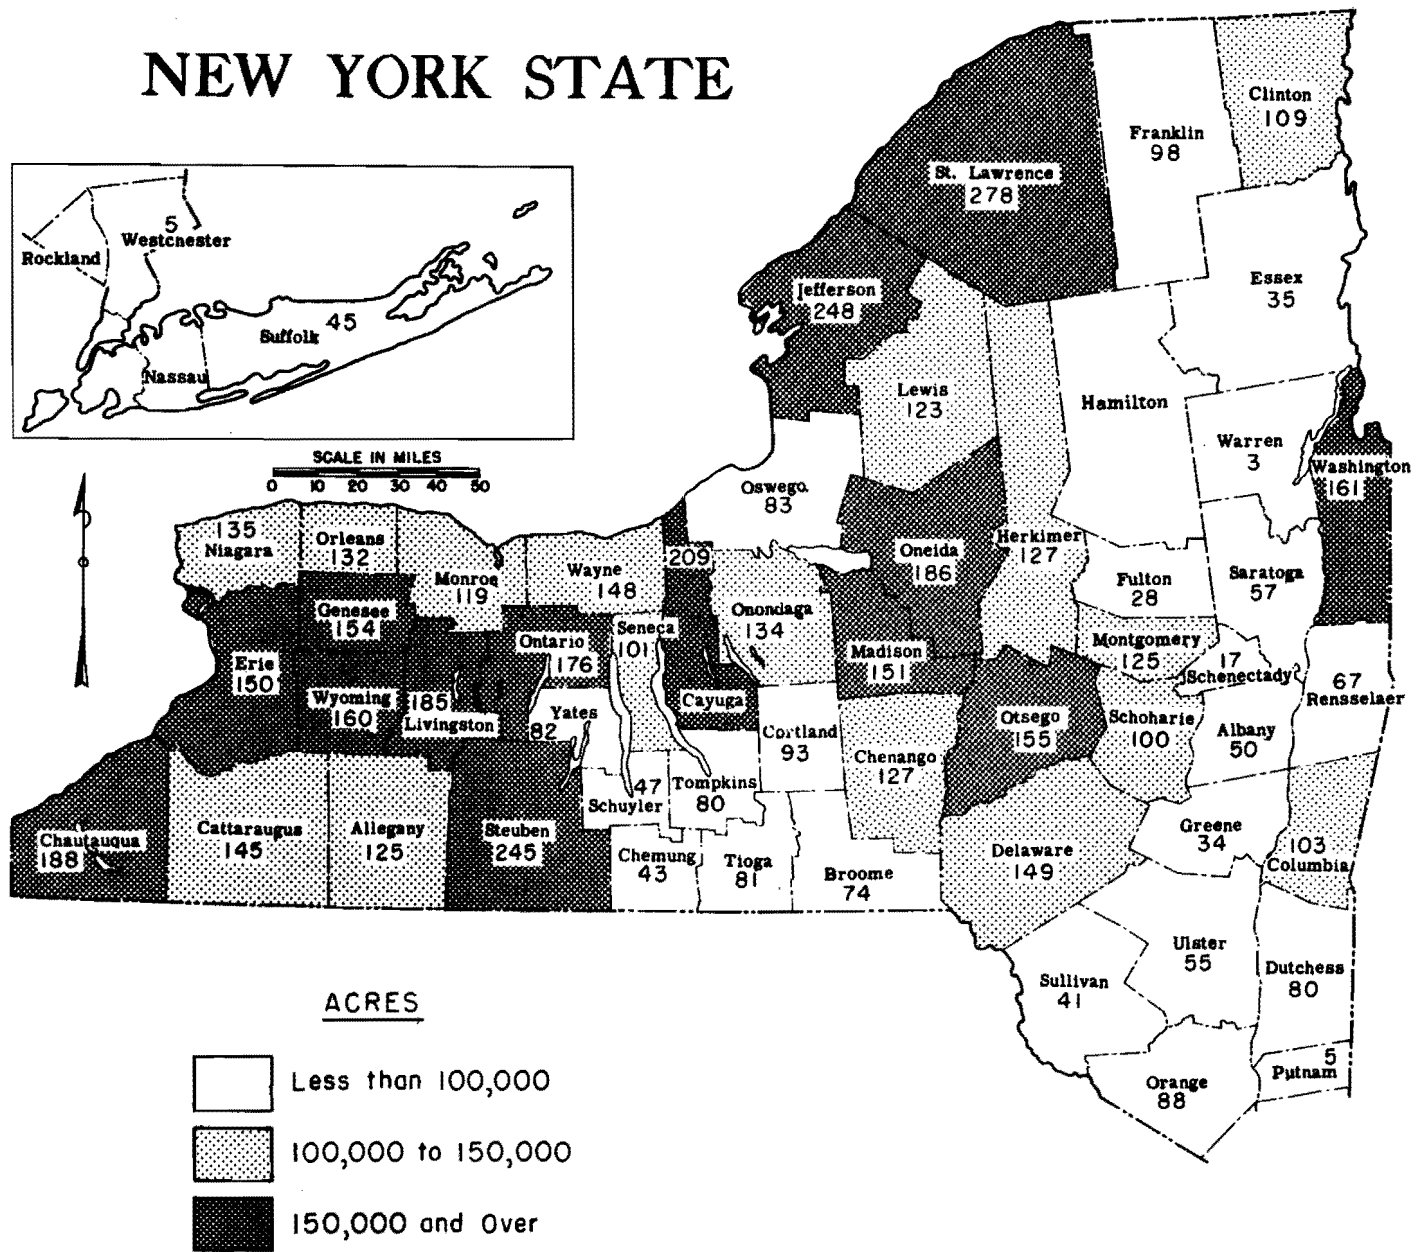 NEW YORK STATE
Clinton
109
Franklin
98
St. Lawrence
278
5
Westcnester
Rockland
Essex
35
Jefferson
248
45
Suffolk
Nassau
Lewis
123
Hamilton
Warren
3
Washington
161
SCALE IN MILES
0 10 20 30 40 50
Oswego.
83
135
Niagara
Orleans
132
Monroe
119
Wayne
148
209
Oneida
186
Herkimer
127
Fulton
28
Saratoga
57
Genesee
154
Ontario
176
Seneca
101
Onondaga
134
Madison
151
Montgomery
125
17
Schenectady
67
Rensselaer
Erie
150
Wyoming
160
185
Livingston
82
Yates
Cayuga
Cortland
93
Chenango
127
Otsego
155
Schoharie
100
Albany
50
47
Schuyler
Tompkins
80
Chautauqua
188
Cattaraugus
145
Allegany
125
Steuben
245
Chemung
43
Tioga
81
Broome
74
Delaware
149
Greene
34
103
Columbia
Ulster
55
Sullivan
41
Dutchess
80
5
Putnam
Orange
88
ACRES
Less than 100,000
100,000 to 150,000
150,000 and Over